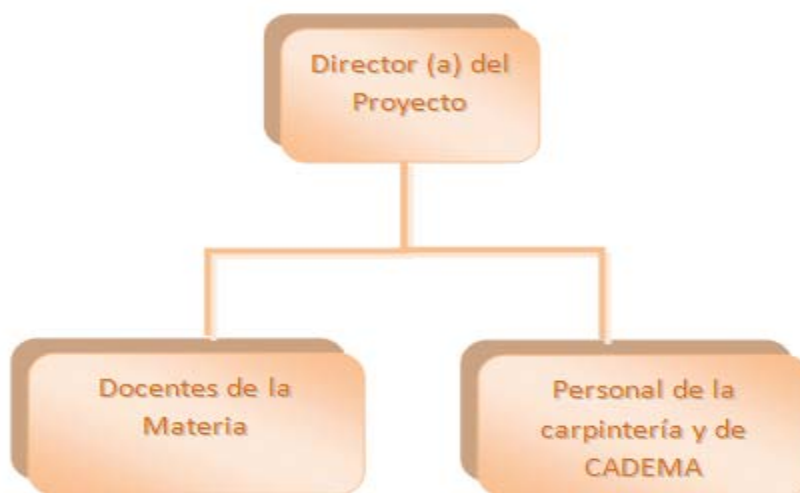 Director (a) del
Proyecto
Docentes de la
Materia
Personal de la
carpintería y de
CADEMA